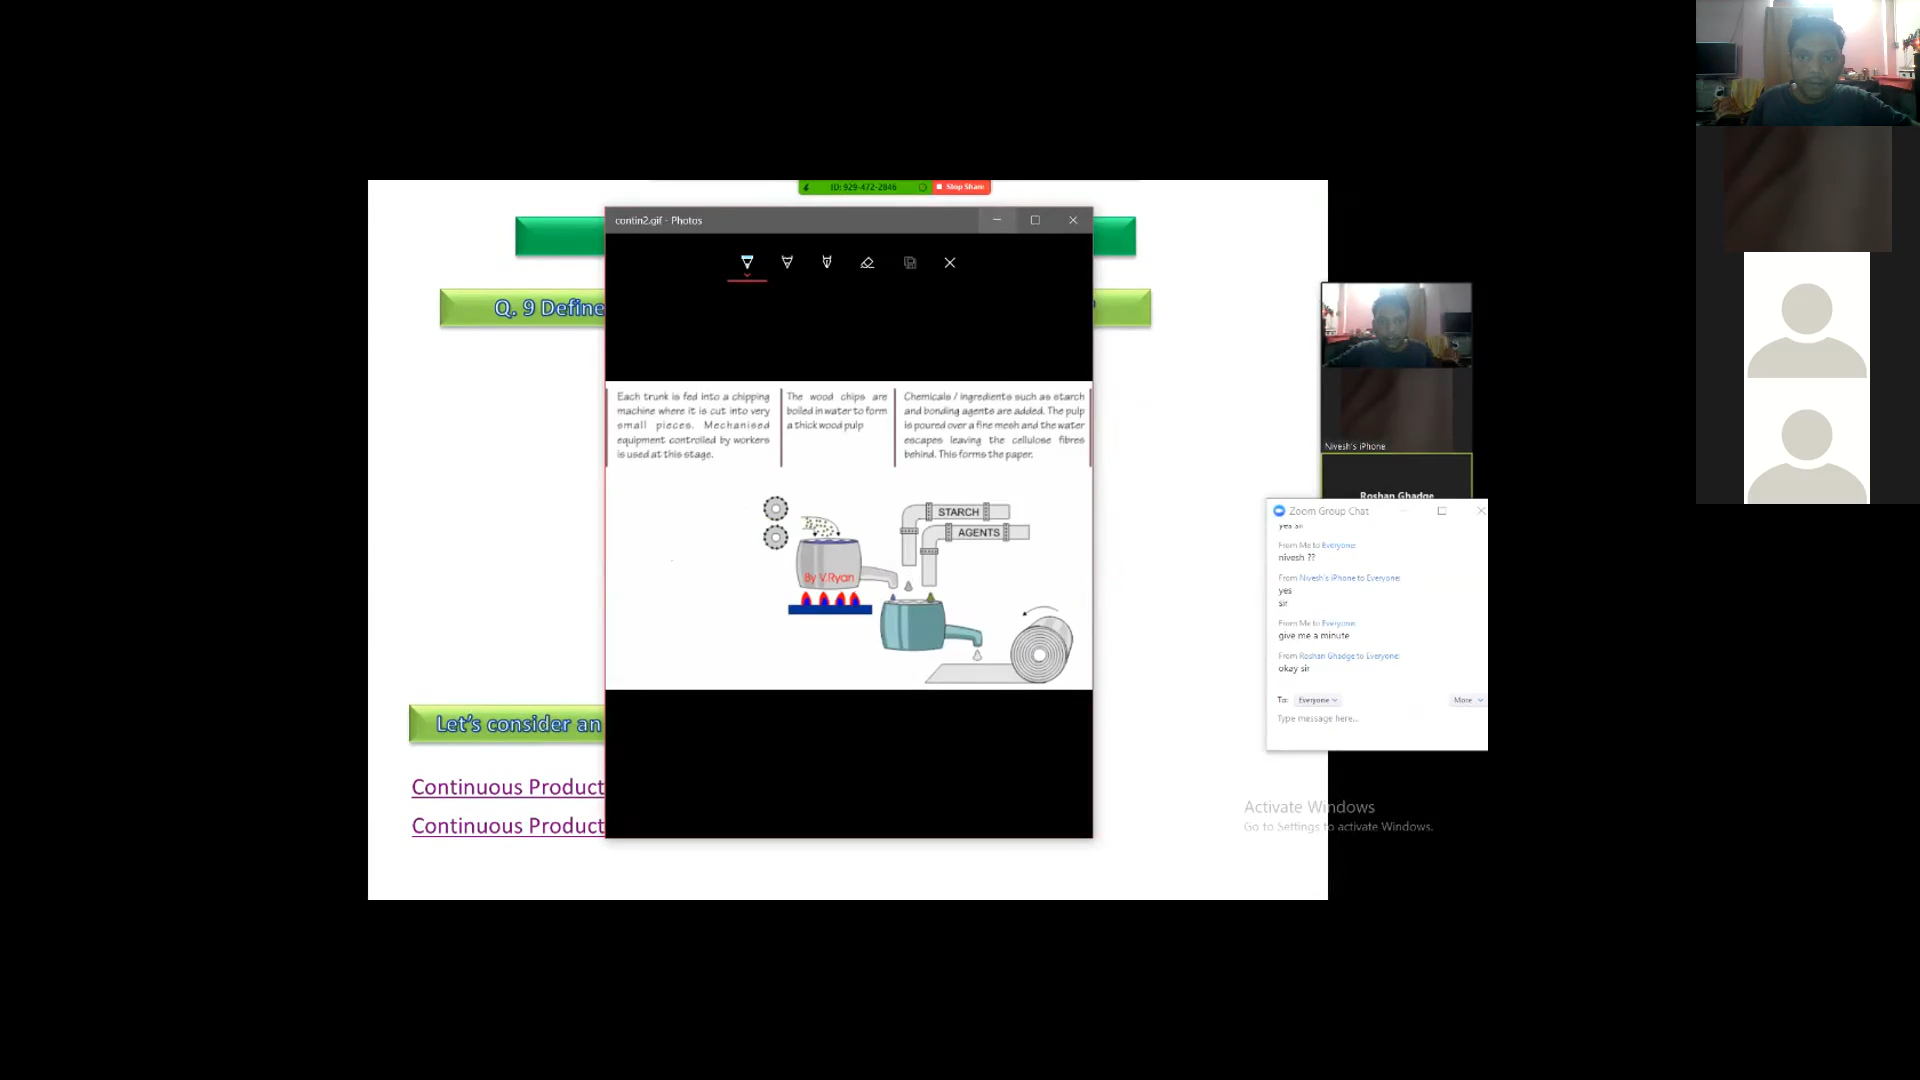 ID: 929-472-2846
Stop Share
contin2.gif - Photos
Q. 9 Define
Each trunk is fed into a chipping
machine where it is cut into very
small pieces. Mechanised
equipment controlled by workers
is used at this stage.
The wood chips are
boiled in water to form
a thick wood pulp
Chemicals / ingredients such as starch
and bonding agents are added. The pulp
is poured over a fine mesh and the water
escapes leaving the cellulose fibres
behind. This forms the paper.
STARCH
AGENTS
By V.Ryan
Let's consider an
Continuous Product
Continuous Product
Nivesh's iPhone
Roshan Ghadge
Zoom Group Chat
yes sir
From Me to Everyone:
nivesh ??
From Nivesh's iPhone to Everyone:
yes
sir
From Me to Everyone:
give me a minute
From Roshan Ghadge to Everyone:
okay sir
To: Everyone
More
Type message here...
Activate Windows
Go to Settings to activate Windows.